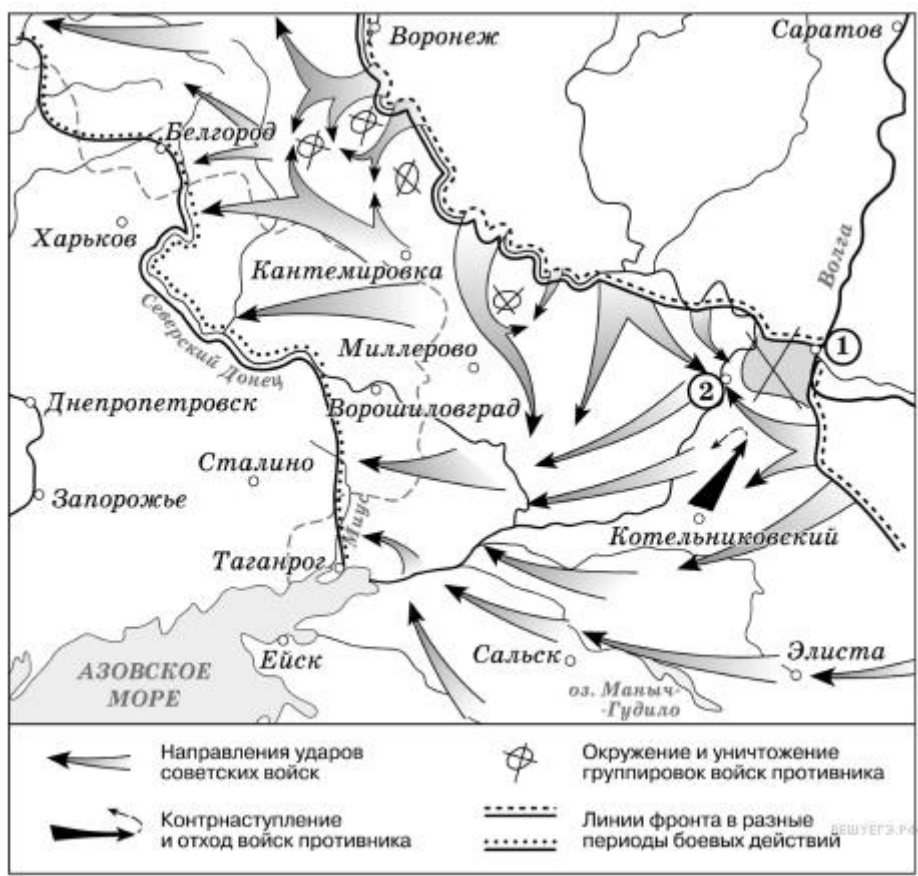 Воронеж
Саратов
Белгород
Волга
Харьков
Кантемировка
Северский Донец
Миллерово
1
2
Днепропетровск
Ворошиловград
Сталино
Запорожье
Миус
Котельниковский
Таганрог
АЗОВСКОЕ
МОРЕ
Ейск
Сальск
Элиста
оз. Маныч-
-Гудило
Направления ударов
советских войск
Окружение и уничтожение
группировок войск противника
Контрнаступление
и отход войск противника
Линии фронта в разные
периоды боевых действий
РЕШУЕГЭ.РФ